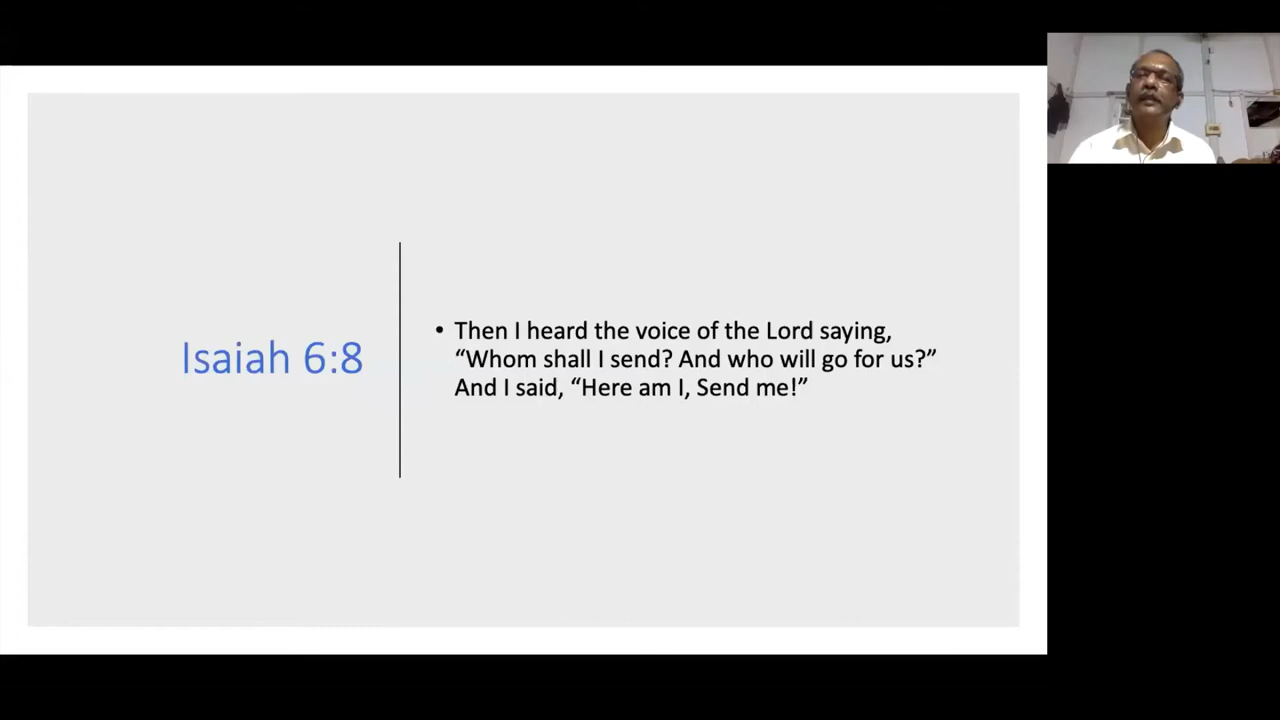 Isaiah 6:8
• Then I heard the voice of the Lord saying,
“Whom shall I send? And who will go for us?”
And I said, “Here am I, Send me!”